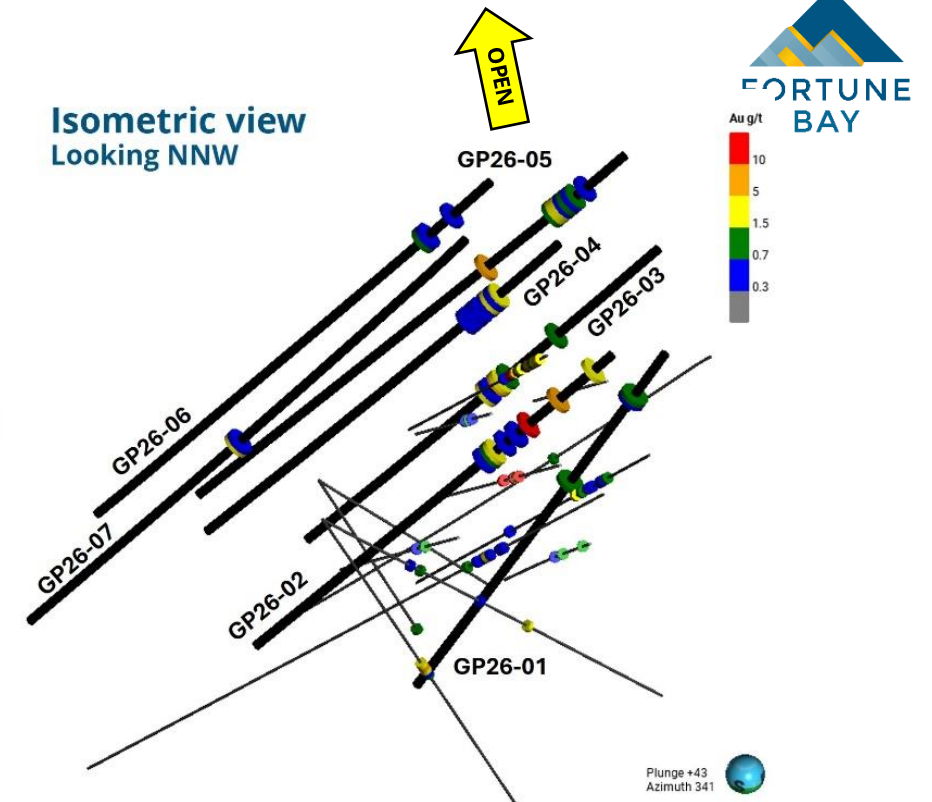 OPEN
FORTUNE
BAY
Isometric view
Looking NNW
Au g/t
10
5
1.5
0.7
0.3
GP26-05
GP26-04
GP26-03
GP26-06
GP26-07
GP26-02
GP26-01
Plunge +43
Azimuth 341
S